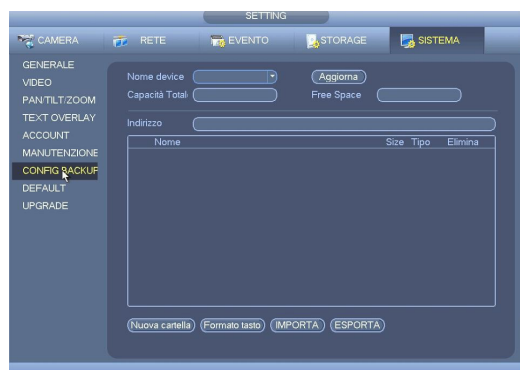 SETTING
CAMERA RETE EVENTO STORAGE SISTEMA
GENERALE
VIDEO
PAN/TILT/ZOOM
TEXT OVERLAY
ACCOUNT
MANUTENZIONE
CONFIG BACKUP
DEFAULT
UPGRADE
Nome device Aggiorna
Capacità Total Free Space
Indirizzo
Nome Size Tipo Elimina
Nuova cartella Formato tasto IMPORTA ESPORTA